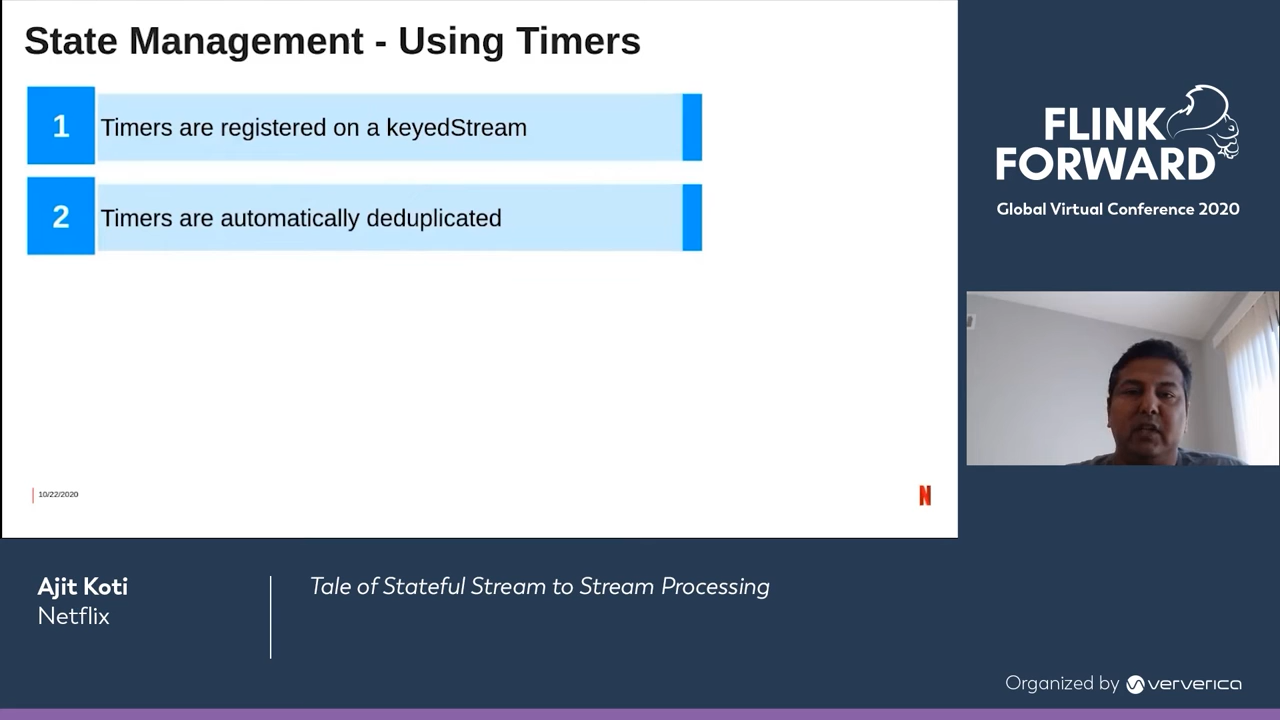 State Management - Using Timers
1
Timers are registered on a keyedStream
2
Timers are automatically deduplicated
10/22/2020
N
FLINK
FORWARD
Global Virtual Conference 2020
Ajit Koti
Netflix
Tale of Stateful Stream to Stream Processing
Organized by ververica